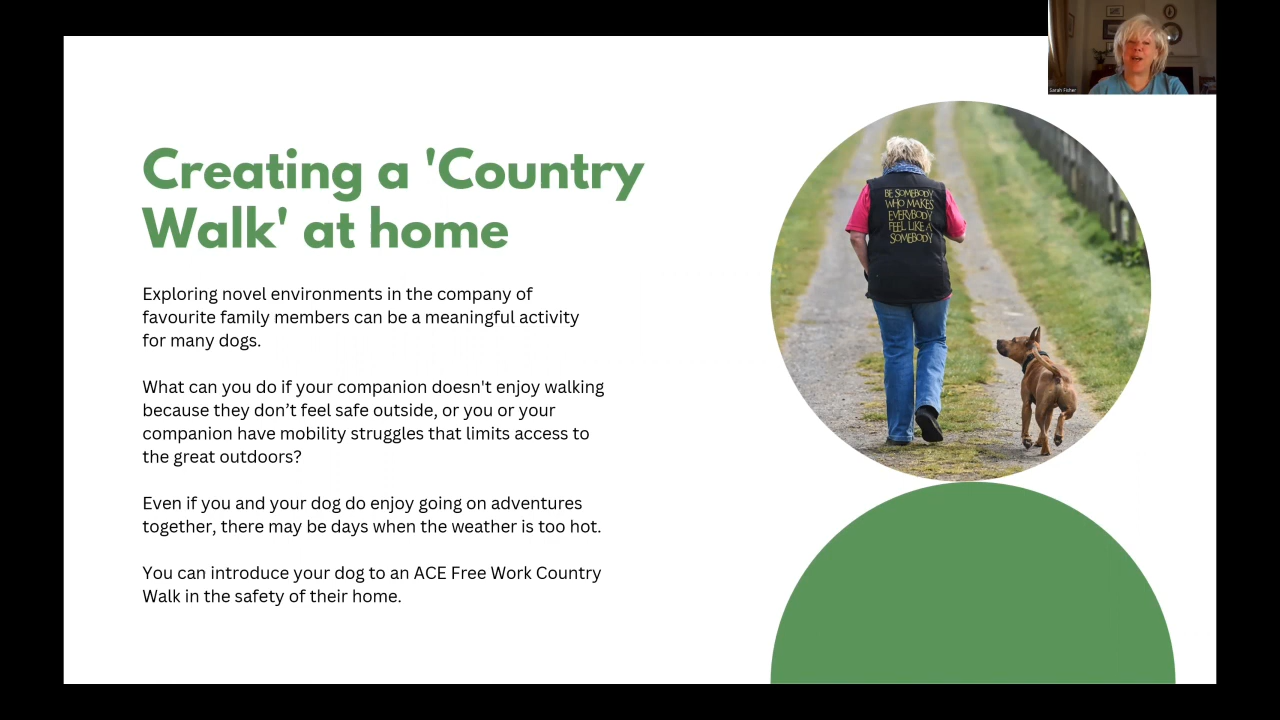 Sarah Fisher
Creating a 'Country
Walk' at home
Exploring novel environments in the company of
favourite family members can be a meaningful activity
for many dogs.
What can you do if your companion doesn't enjoy walking
because they don’t feel safe outside, or you or your
companion have mobility struggles that limits access to
the great outdoors?
Even if you and your dog do enjoy going on adventures
together, there may be days when the weather is too hot.
You can introduce your dog to an ACE Free Work Country
Walk in the safety of their home.
BE SOMEBODY
WHO MAKES
EVERYBODY
FEEL LIKE A
SOMEBODY